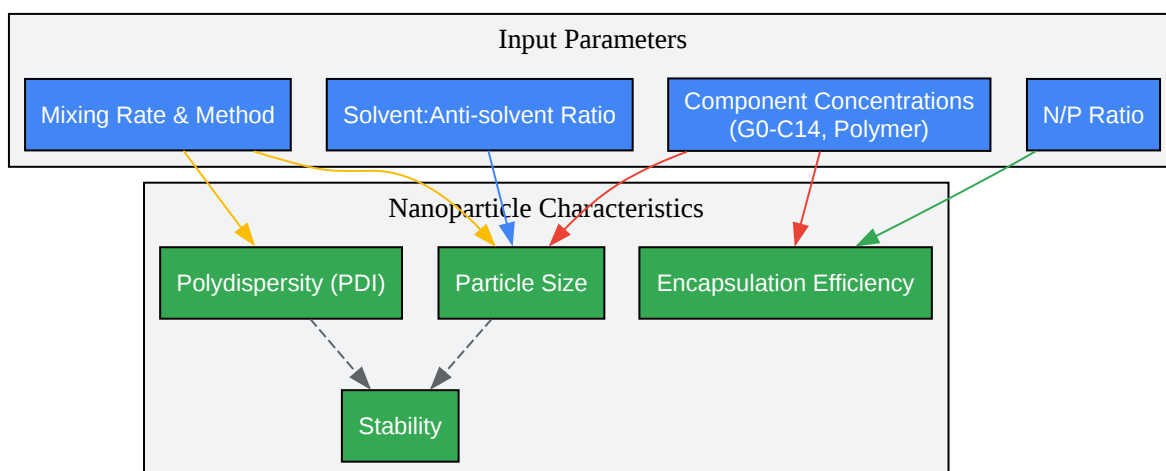 Input Parameters
Mixing Rate & Method
Solvent:Anti-solvent Ratio
Component Concentrations
(G0-C14, Polymer)
N/P Ratio
Nanoparticle Characteristics
Polydispersity (PDI)
Particle Size
Encapsulation Efficiency
Stability